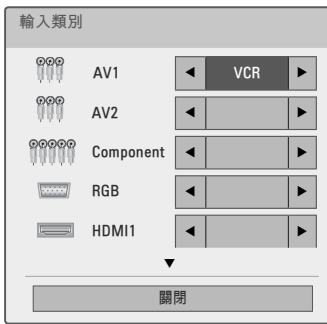 輸入類別
AV1 ◀ VCR ▶
AV2 ◀ ▶
Component ◀ ▶
RGB ◀ ▶
HDMI1 ◀ ▶
▼
關閉